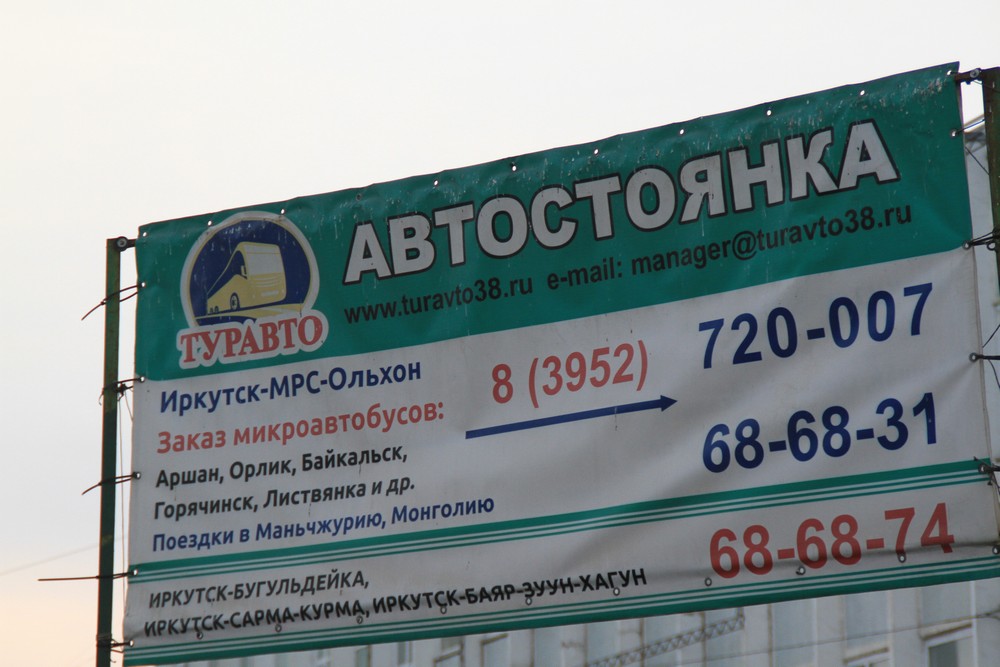 АВТОСТОЯНКА
www.turavto38.ru e-mail: manager@turavto38.ru
ТУРАВТО
Иркутск-МРС-Ольхон
8 (3952)
720-007
Заказ микроавтобусов:
68-68-31
Аршан, Орлик, Байкальск,
Горячинск, Листвянка и др.
Поездки в Маньчжурию, Монголию
68-68-74
ИРКУТСК-БУГУЛЬДЕЙКА,
ИРКУТСК-САРМА-КУРМА, ИРКУТСК-БАЯР-ЗУУН-ХАГУН